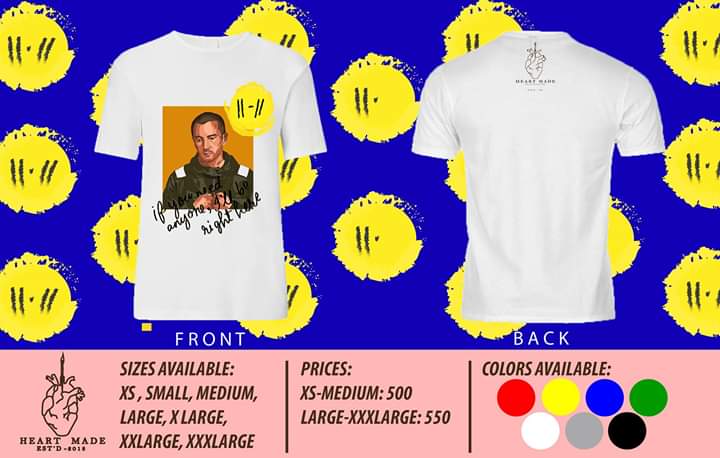 || -//
if you need
anyone, I'll be
right here
HEART MADE
FRONT
BACK
HEART MADE
EST'D -2016
SIZES AVAILABLE:
XS , SMALL, MEDIUM,
LARGE, X LARGE,
XXLARGE, XXXLARGE
PRICES:
XS-MEDIUM: 500
LARGE-XXXLARGE: 550
COLORS AVAILABLE: